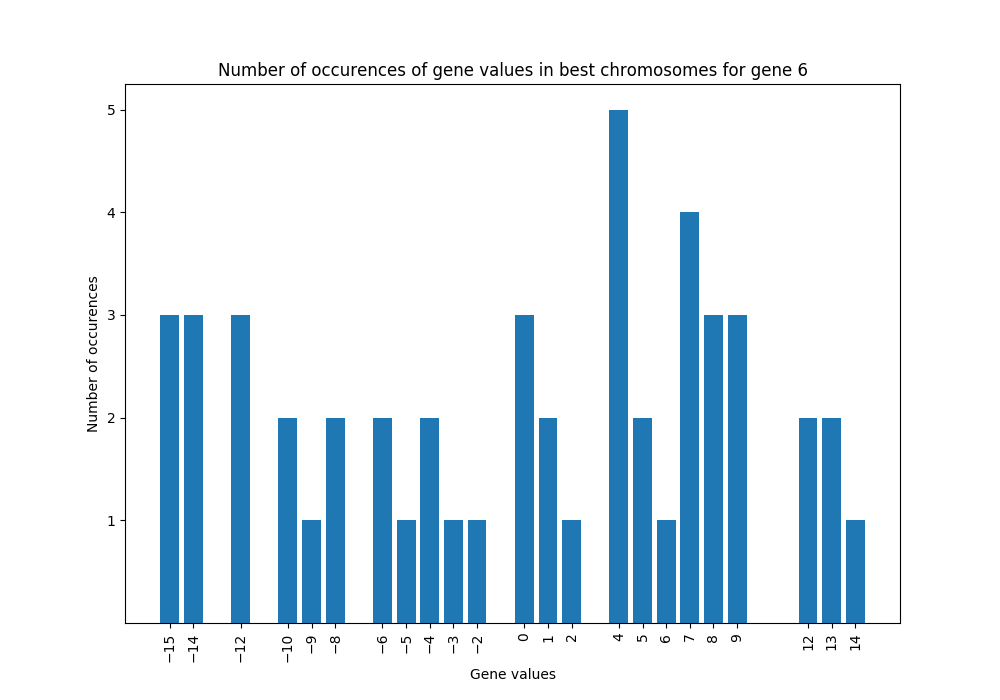 Number of occurences of gene values in best chromosomes for gene 6
5
4
3
2
1
Number of occurences
−15 −14 −12 −10 −9 −8 −6 −5 −4 −3 −2 0 1 2 4 5 6 7 8 9 12 13 14
Gene values